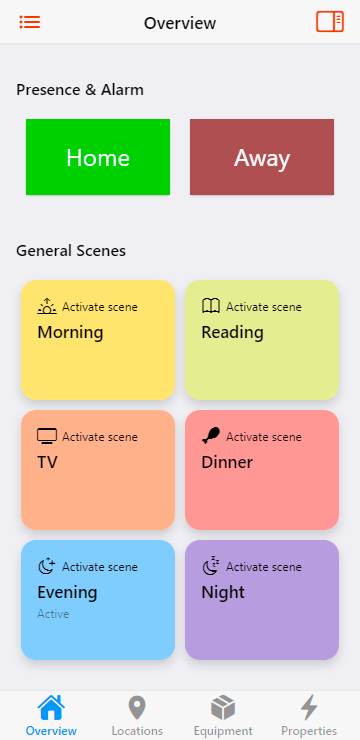 Overview
Presence & Alarm
Home
Away
General Scenes
Activate scene
Morning
Activate scene
Reading
Activate scene
TV
Activate scene
Dinner
Activate scene
Evening
Active
Activate scene
Night
Overview
Locations
Equipment
Properties